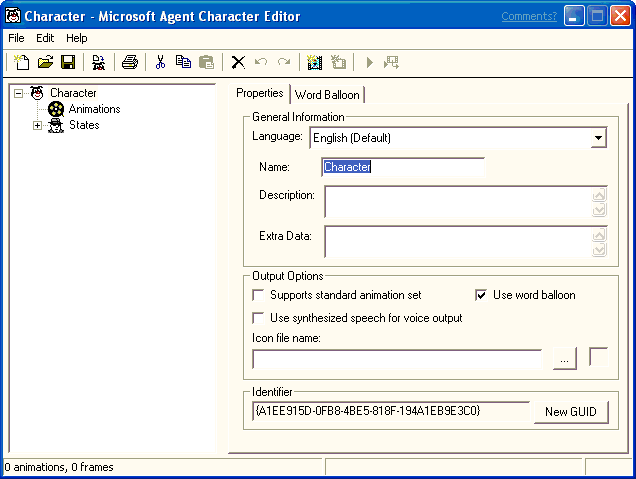 Character - Microsoft Agent Character Editor
Comments?
File Edit Help
Character
Animations
States
Properties
Word Balloon
General Information
Language: English (Default)
Name: Character
Description:
Extra Data:
Output Options
Supports standard animation set
Use word balloon
Use synthesized speech for voice output
Icon file name:
...
Identifier
{A1EE915D-0FB8-4BE5-818F-194A1EB9E3C0}
New GUID
0 animations, 0 frames